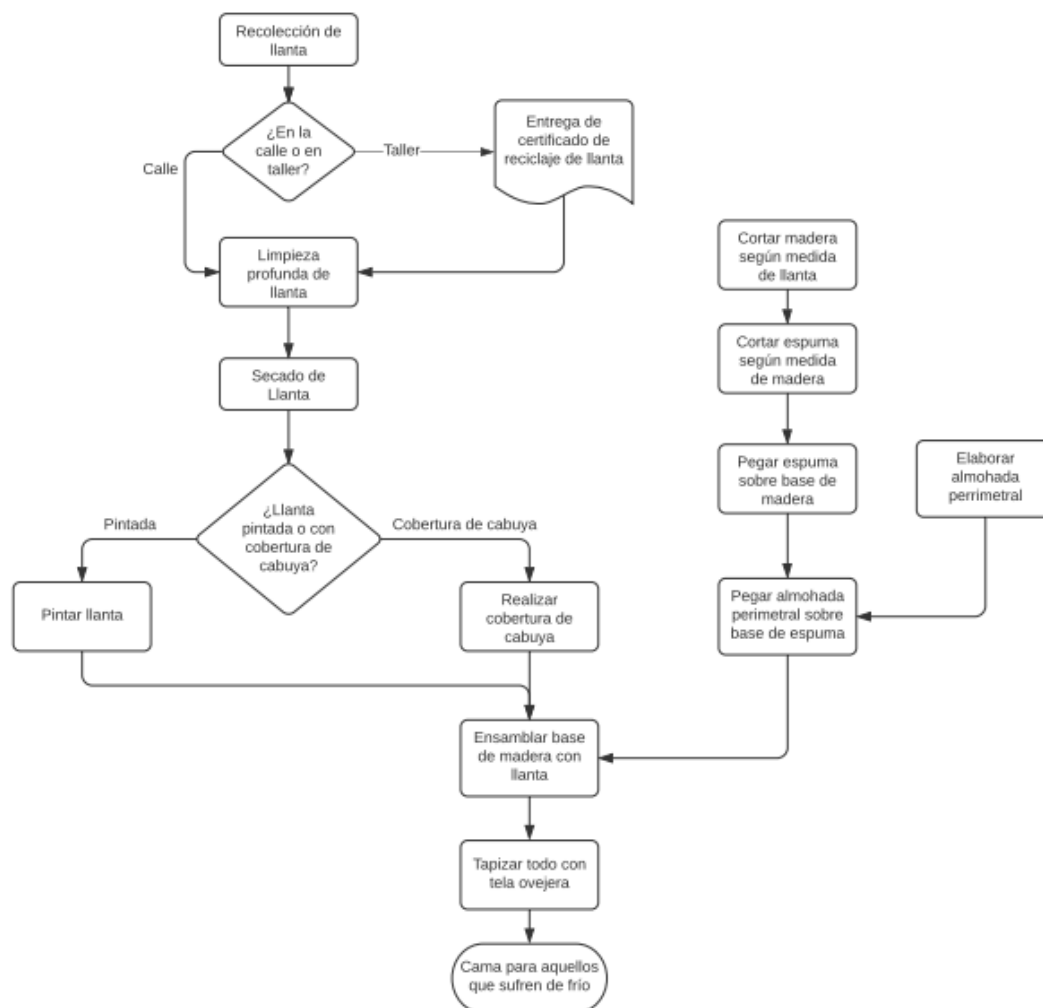 Recolección de
llanta
¿En la
calle o en
taller?
Calle
Taller
Entrega de
certificado de
reciclaje de llanta
Limpieza
profunda de
llanta
Secado de
Llanta
¿Llanta
pintada o con
cobertura de
cabuya?
Pintada
Cobertura de cabuya
Pintar llanta
Realizar
cobertura de
cabuya
Cortar madera
según medida
de llanta
Cortar espuma
según medida
de madera
Pegar espuma
sobre base de
madera
Elaborar
almohada
perrimetral
Pegar almohada
perimetral sobre
base de espuma
Ensamblar base
de madera con
llanta
Tapizar todo con
tela ovejera
Cama para aquellos
que sufren de frío